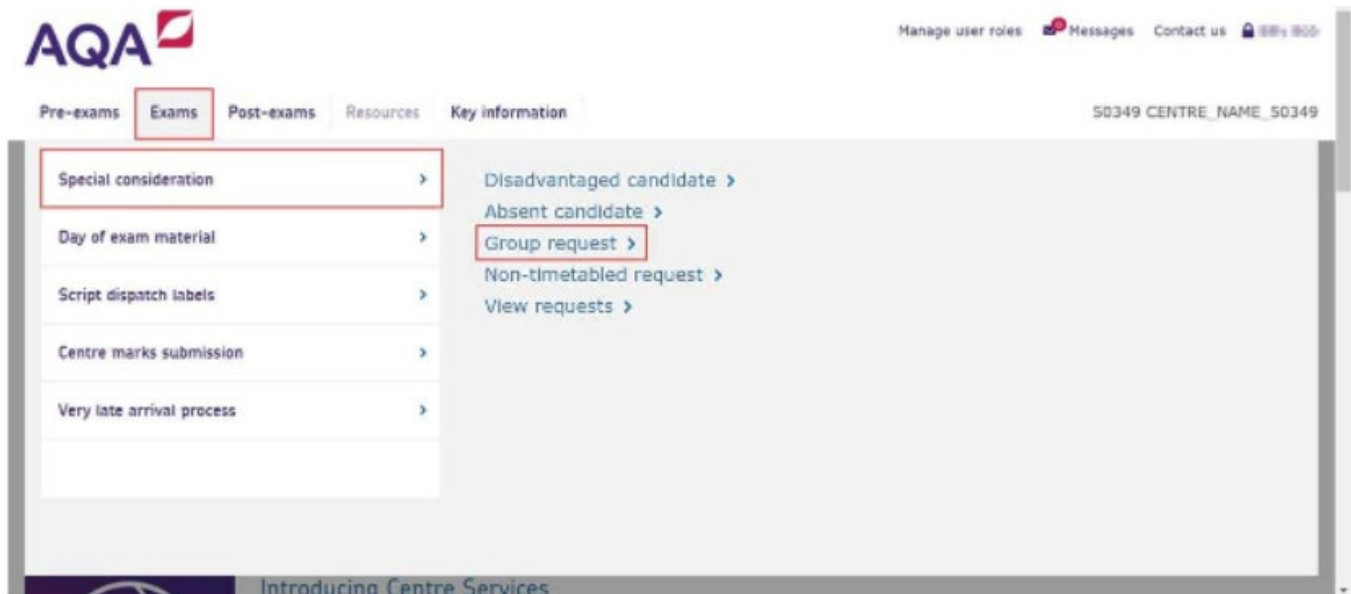 AQA
Manage user roles Messages Contact us
Pre-exams Exams Post-exams Resources Key information 50349 CENTRE_NAME_50349
Special consideration
Day of exam material
Script dispatch labels
Centre marks submission
Very late arrival process
Disadvantaged candidate
Absent candidate
Group request
Non-timetabled request
View requests
Introducing Centre Services